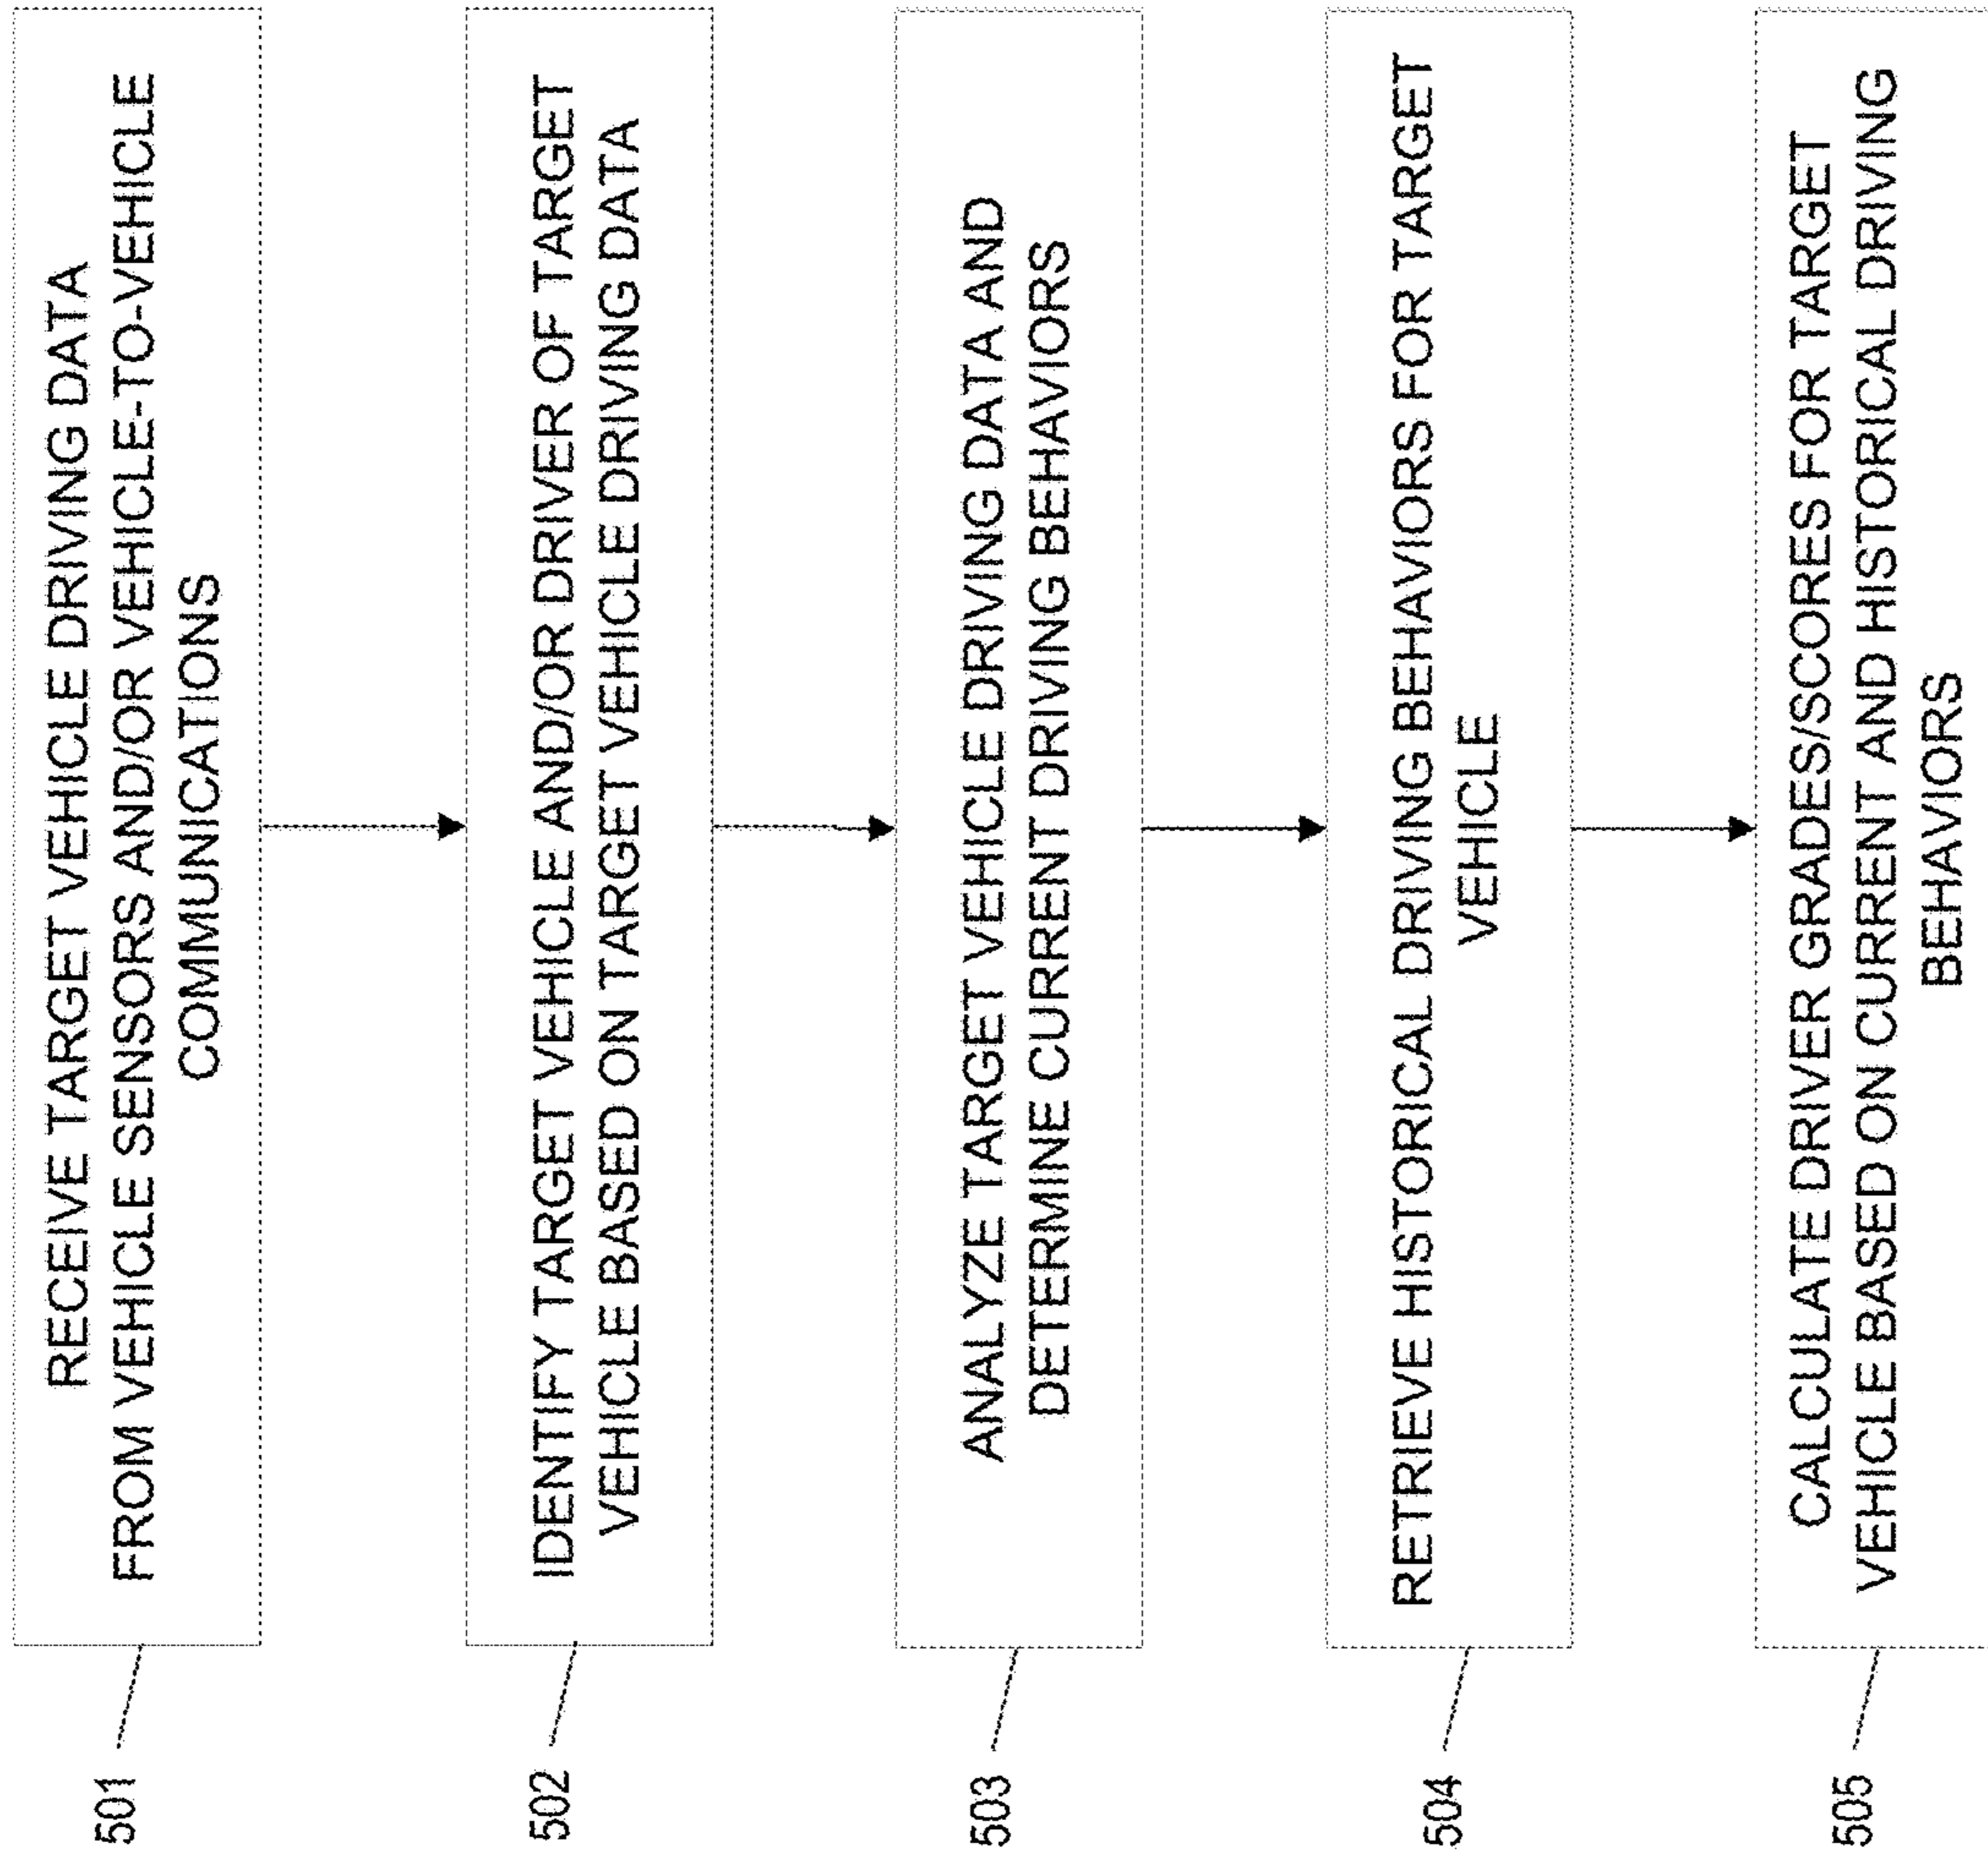 501
RECEIVE TARGET VEHICLE DRIVING DATA
FROM VEHICLE SENSORS AND/OR VEHICLE-TO-VEHICLE
COMMUNICATIONS
502
IDENTIFY TARGET VEHICLE AND/OR DRIVER OF TARGET
VEHICLE BASED ON TARGET VEHICLE DRIVING DATA
503
ANALYZE TARGET VEHICLE DRIVING DATA AND
DETERMINE CURRENT DRIVING BEHAVIORS
504
RETRIEVE HISTORICAL DRIVING BEHAVIORS FOR TARGET
VEHICLE
505
CALCULATE DRIVER GRADES/SCORES FOR TARGET
VEHICLE BASED ON CURRENT AND HISTORICAL DRIVING
BEHAVIORS